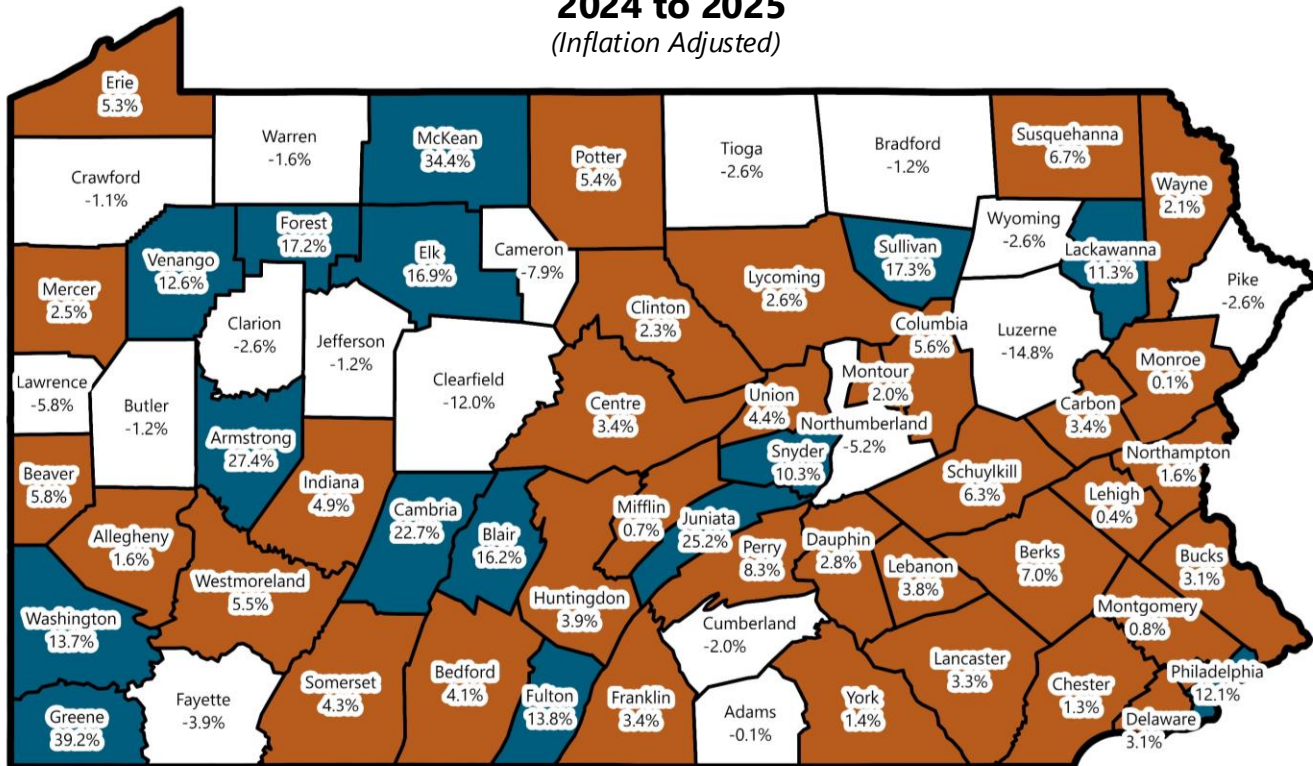 2024 to 2025
(Inflation Adjusted)
Erie
5.3%
Warren
-1.6%
McKean
34.4%
Potter
5.4%
Tioga
-2.6%
Bradford
-1.2%
Susquehanna
6.7%
Wayne
2.1%
Crawford
-1.1%
Forest
17.2%
Venango
12.6%
Elk
16.9%
Cameron
-7.9%
Sullivan
17.3%
Wyoming
-2.6%
Lackawanna
11.3%
Pike
-2.6%
Mercer
2.5%
Clarion
-2.6%
Jefferson
-1.2%
Clinton
2.3%
Lycoming
2.6%
Columbia
5.6%
Luzerne
-14.8%
Monroe
0.1%
Lawrence
-5.8%
Butler
-1.2%
Clearfield
-12.0%
Centre
3.4%
Union
4.4%
Montour
2.0%
Northumberland
-5.2%
Carbon
3.4%
Armstrong
27.4%
Beaver
5.8%
Indiana
4.9%
Snyder
10.3%
Schuylkill
6.3%
Northampton
1.6%
Lehigh
0.4%
Allegheny
1.6%
Cambria
22.7%
Blair
16.2%
Mifflin
0.7%
Juniata
25.2%
Perry
8.3%
Dauphin
2.8%
Lebanon
3.8%
Berks
7.0%
Bucks
3.1%
Westmoreland
5.5%
Huntingdon
3.9%
Montgomery
0.8%
Washington
13.7%
Cumberland
-2.0%
Fayette
-3.9%
Somerset
4.3%
Bedford
4.1%
Fulton
13.8%
Franklin
3.4%
Adams
-0.1%
York
1.4%
Lancaster
3.3%
Chester
1.3%
Philadelphia
12.1%
Greene
39.2%
Delaware
3.1%